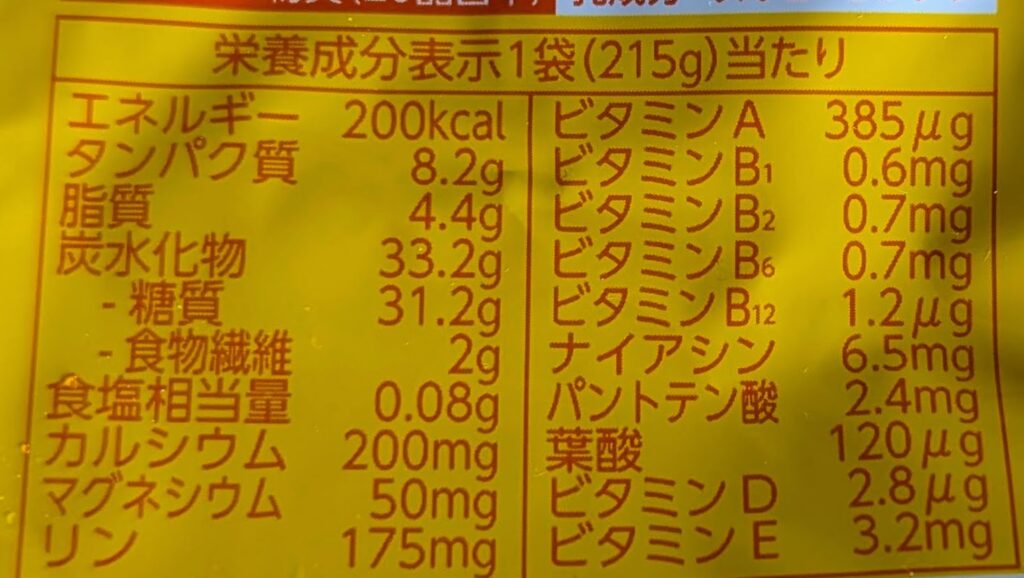 栄養成分表示1袋(215g)当たり
エネルギー 200kcal
タンパク質 8.2g
脂質 4.4g
炭水化物 33.2g
- 糖質 31.2g
- 食物繊維 2g
食塩相当量 0.08g
カルシウム 200mg
マグネシウム 50mg
リン 175mg
ビタミンA 385μg
ビタミンB1 0.6mg
ビタミンB2 0.7mg
ビタミンB6 0.7mg
ビタミンB12 1.2μg
ナイアシン 6.5mg
パントテン酸 2.4mg
葉酸 120μg
ビタミンD 2.8μg
ビタミンE 3.2mg